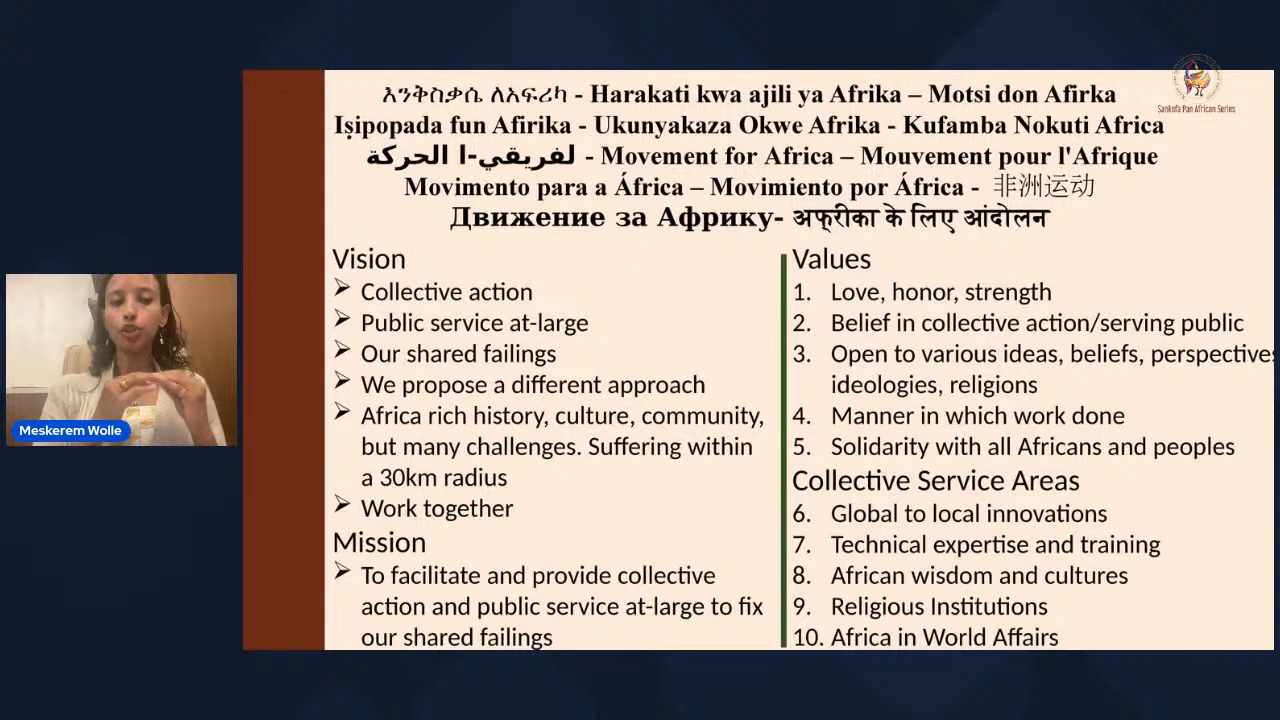 እንቅስቃሴ ለአፍሪካ - Harakati kwa ajili ya Afrika – Motsi don Afirka
Iṣipopada fun Afirika - Ukunyakaza Okwe Afrika - Kufamba Nokuti Africa
لفريقي-ا الحركة - Movement for Africa – Mouvement pour l'Afrique
Movimento para a África – Movimiento por África - 非洲运动
Движение за Африку- अफ्रीका के लिए आंदोलन
Sankofa Pan African Series
Vision
Collective action
Public service at-large
Our shared failings
We propose a different approach
Africa rich history, culture, community,
but many challenges. Suffering within
a 30km radius
Work together
Mission
To facilitate and provide collective
action and public service at-large to fix
our shared failings
Values
1. Love, honor, strength
2. Belief in collective action/serving public
3. Open to various ideas, beliefs, perspectives
ideologies, religions
4. Manner in which work done
5. Solidarity with all Africans and peoples
Collective Service Areas
6. Global to local innovations
7. Technical expertise and training
8. African wisdom and cultures
9. Religious Institutions
10. Africa in World Affairs
Meskerem Wolle